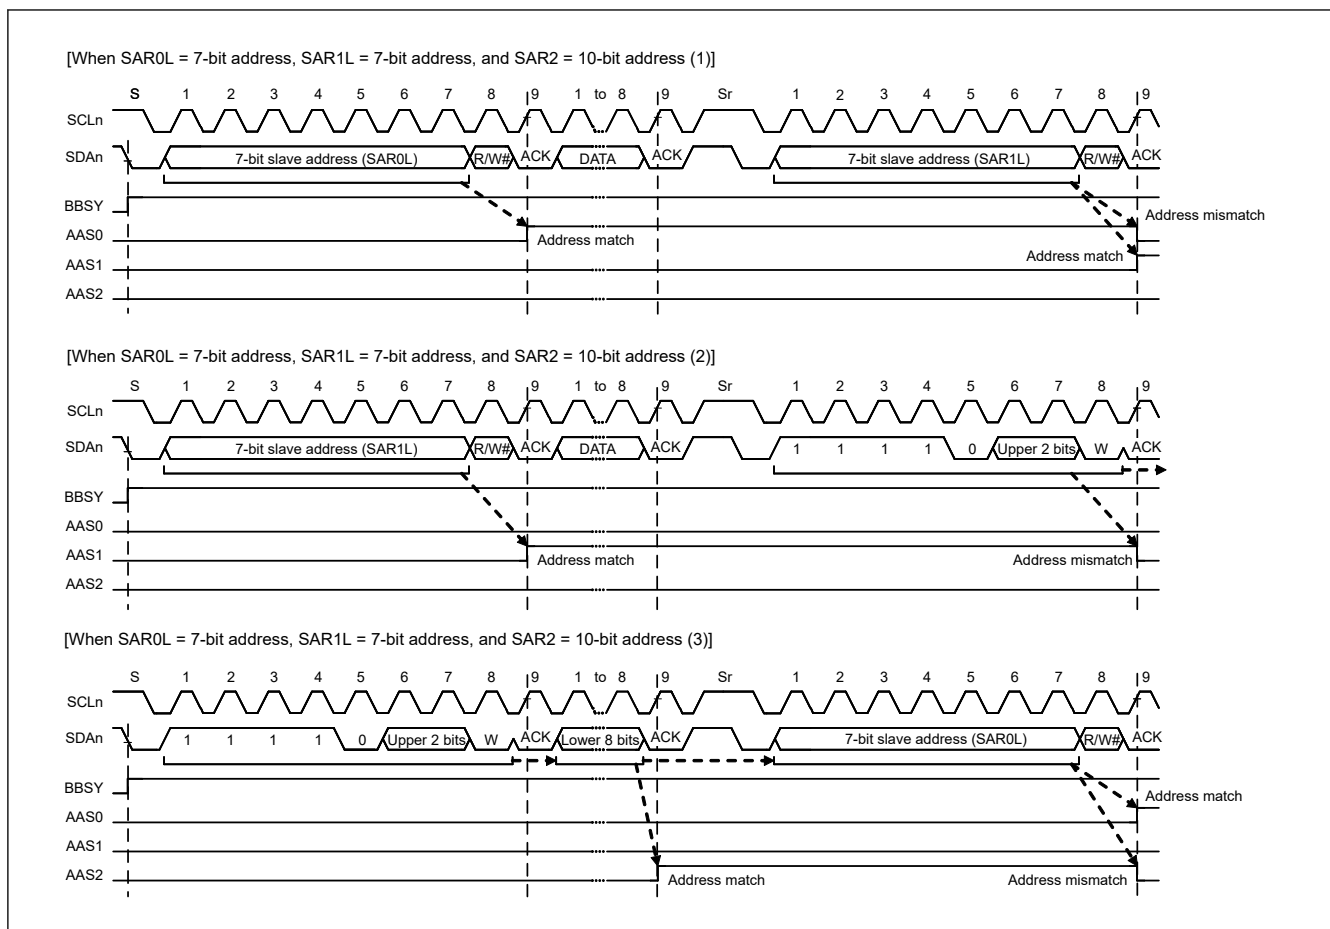 [When SAR0L = 7-bit address, SAR1L = 7-bit address, and SAR2 = 10-bit address (1)]
S 1 2 3 4 5 6 7 8 9 1 to 8 9 Sr 1 2 3 4 5 6 7 8 9
SCLn
SDAn 7-bit slave address (SAR0L) R/W# ACK DATA ACK 7-bit slave address (SAR1L) R/W# ACK
BBSY
Address mismatch
AAS0 Address match
AAS1 Address match
AAS2
[When SAR0L = 7-bit address, SAR1L = 7-bit address, and SAR2 = 10-bit address (2)]
S 1 2 3 4 5 6 7 8 9 1 to 8 9 Sr 1 2 3 4 5 6 7 8 9
SCLn
SDAn 7-bit slave address (SAR1L) R/W# ACK DATA ACK 1 1 1 1 0 Upper 2 bits W ACK
BBSY
AAS0
AAS1 Address match Address mismatch
AAS2
[When SAR0L = 7-bit address, SAR1L = 7-bit address, and SAR2 = 10-bit address (3)]
S 1 2 3 4 5 6 7 8 9 1 to 8 9 Sr 1 2 3 4 5 6 7 8 9
SCLn
SDAn 1 1 1 1 0 Upper 2 bits W ACK Lower 8 bits ACK 7-bit slave address (SAR0L) R/W# ACK
BBSY
Address match
AAS0
AAS1
AAS2 Address match Address mismatch